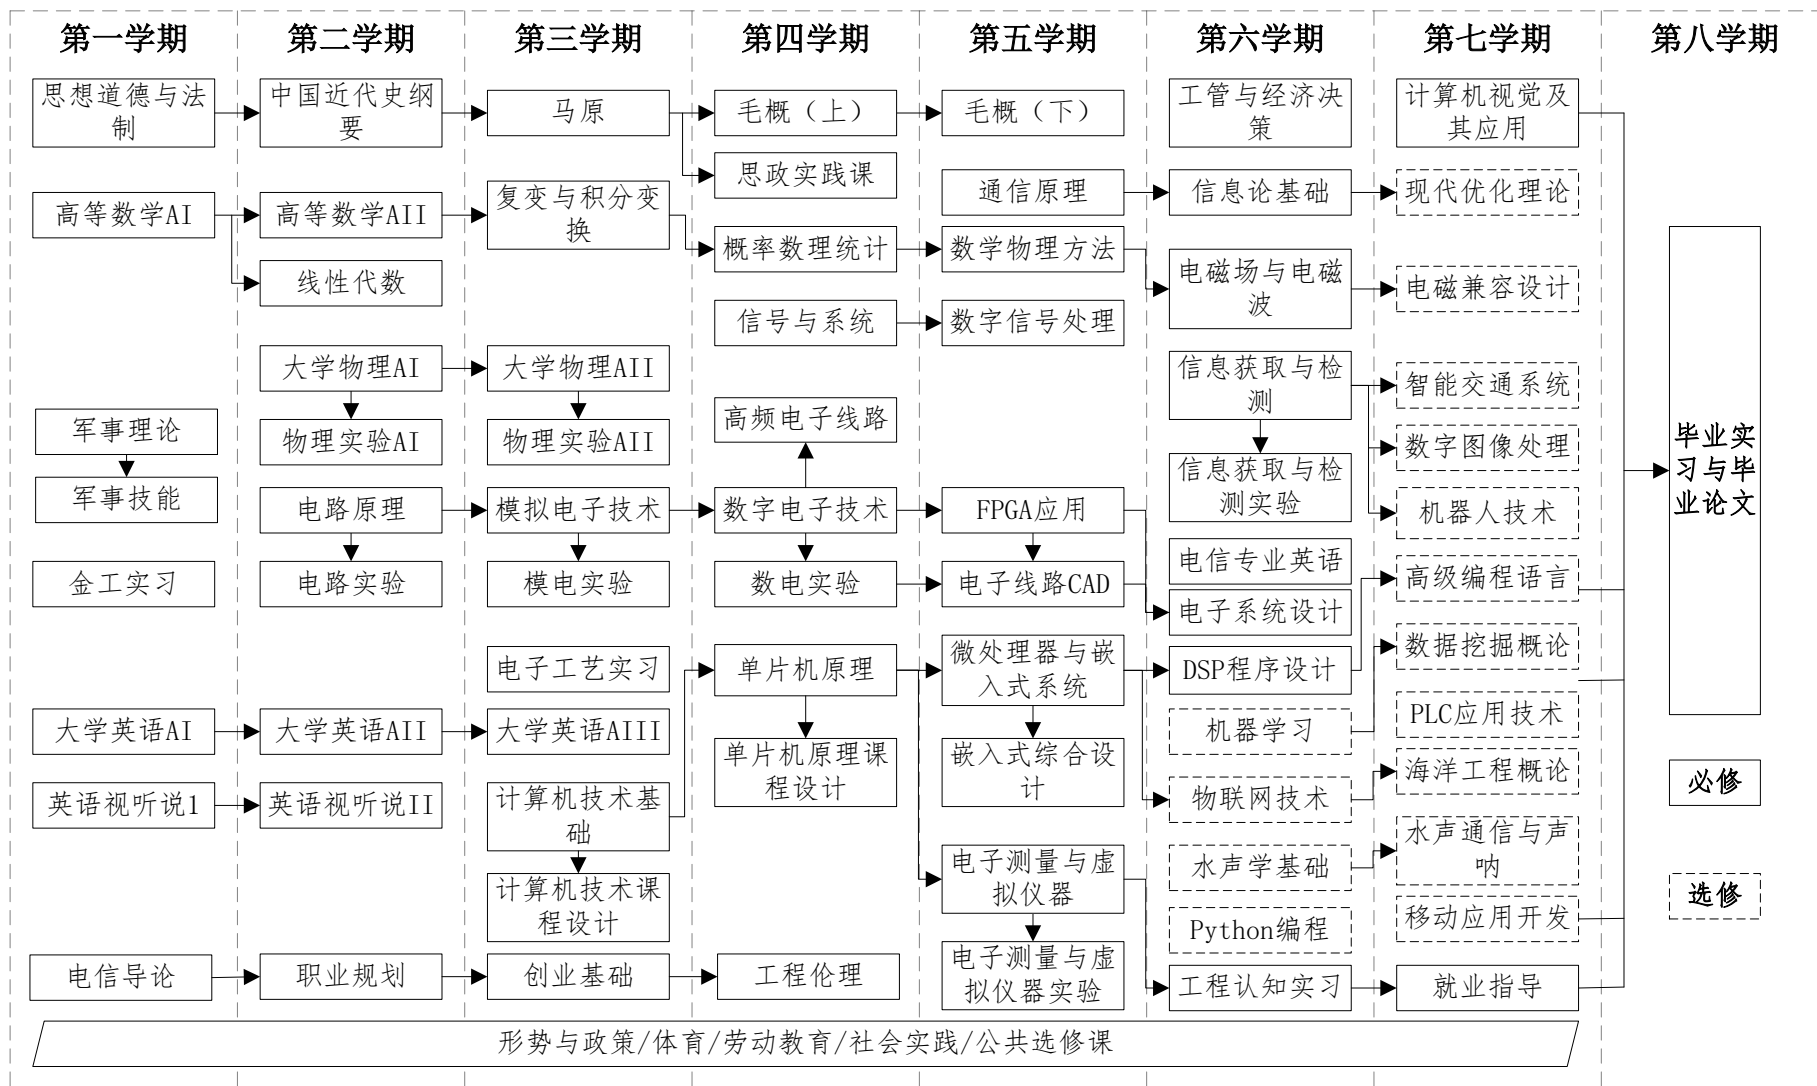 第一学期
第二学期
第三学期
第四学期
第五学期
第六学期
第七学期
第八学期
思想道德与法
制
高等数学AI
军事理论
军事技能
金工实习
大学英语AI
英语视听说1
电信导论
中国近代史纲
要
高等数学AII
线性代数
大学物理AI
物理实验AI
电路原理
电路实验
大学英语AII
英语视听说II
职业规划
马原
复变与积分变
换
大学物理AII
物理实验AII
模拟电子技术
模电实验
电子工艺实习
大学英语AIII
计算机技术基
础
计算机技术课
程设计
创业基础
毛概（上）
思政实践课
概率数理统计
信号与系统
高频电子线路
数字电子技术
数电实验
单片机原理
单片机原理课
程设计
工程伦理
毛概（下）
通信原理
数学物理方法
数字信号处理
FPGA应用
电子线路CAD
微处理器与嵌
入式系统
嵌入式综合设
计
电子测量与虚
拟仪器
电子测量与虚
拟仪器实验
工管与经济决
策
信息论基础
电磁场与电磁
波
信息获取与检
测
信息获取与检
测实验
电信专业英语
电子系统设计
DSP程序设计
机器学习
物联网技术
水声学基础
Python编程
工程认知实习
计算机视觉及
其应用
现代优化理论
电磁兼容设计
智能交通系统
数字图像处理
机器人技术
高级编程语言
数据挖掘概论
PLC应用技术
海洋工程概论
水声通信与声
呐
移动应用开发
就业指导
毕业实
习与毕
业论文
必修
选修
形势与政策/体育/劳动教育/社会实践/公共选修课